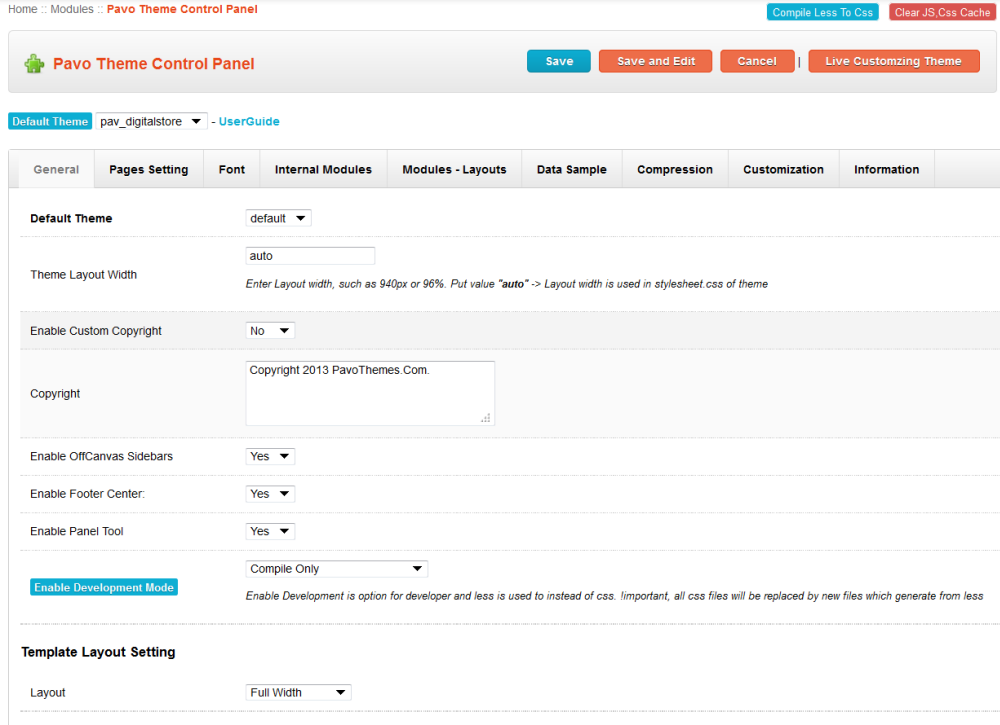 Home :: Modules :: Pavo Theme Control Panel
Compile Less To Css
Clear JS,Css Cache
Pavo Theme Control Panel
Save
Save and Edit
Cancel
|
Live Customzing Theme
Default Theme
pav_digitalstore
- UserGuide
General
Pages Setting
Font
Internal Modules
Modules - Layouts
Data Sample
Compression
Customization
Information
Default Theme
default
Theme Layout Width
auto
Enter Layout width, such as 940px or 96%. Put value "auto" -> Layout width is used in stylesheet.css of theme
Enable Custom Copyright
No
Copyright
Copyright 2013 PavoThemes.Com.
Enable OffCanvas Sidebars
Yes
Enable Footer Center:
Yes
Enable Panel Tool
Yes
Enable Development Mode
Compile Only
Enable Development is option for developer and less is used to instead of css. !important, all css files will be replaced by new files which generate from less
Template Layout Setting
Layout
Full Width